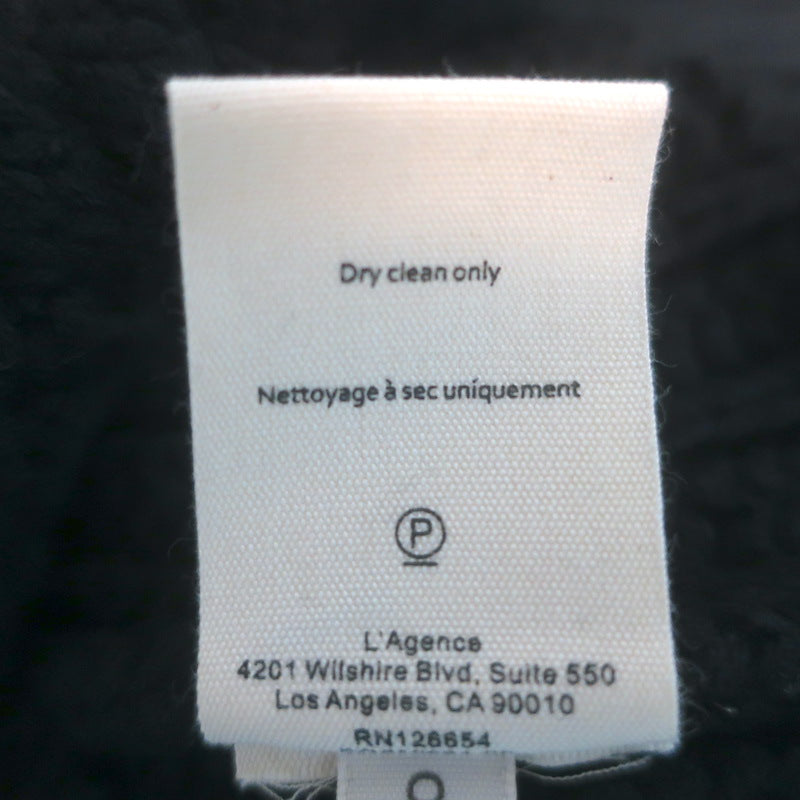 Dry clean only
Nettoyage à sec uniquement
P
L'Agence
4201 Wilshire Blvd, Suite 550
Los Angeles, CA 90010
RN126654